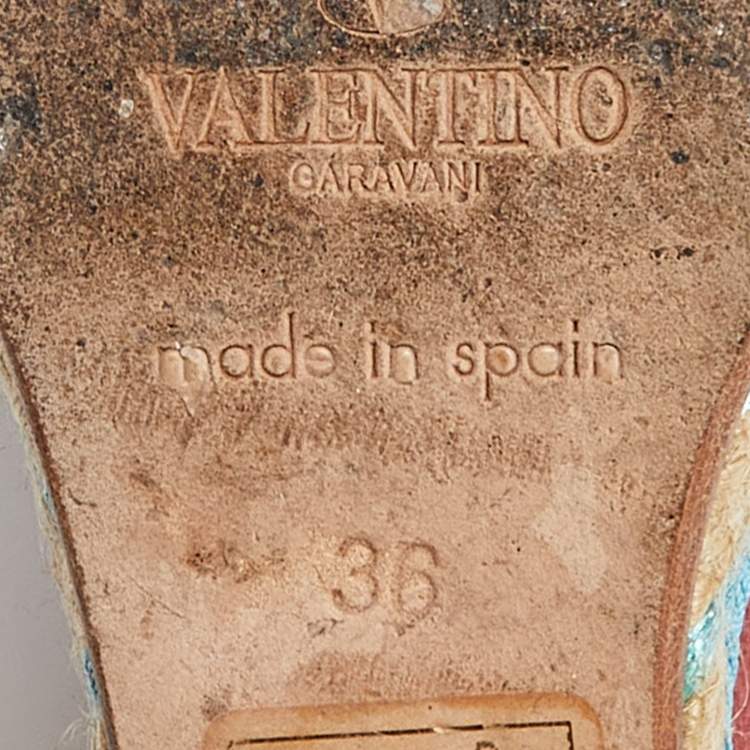 VALENTINO
GARAVANI
made in spain
36